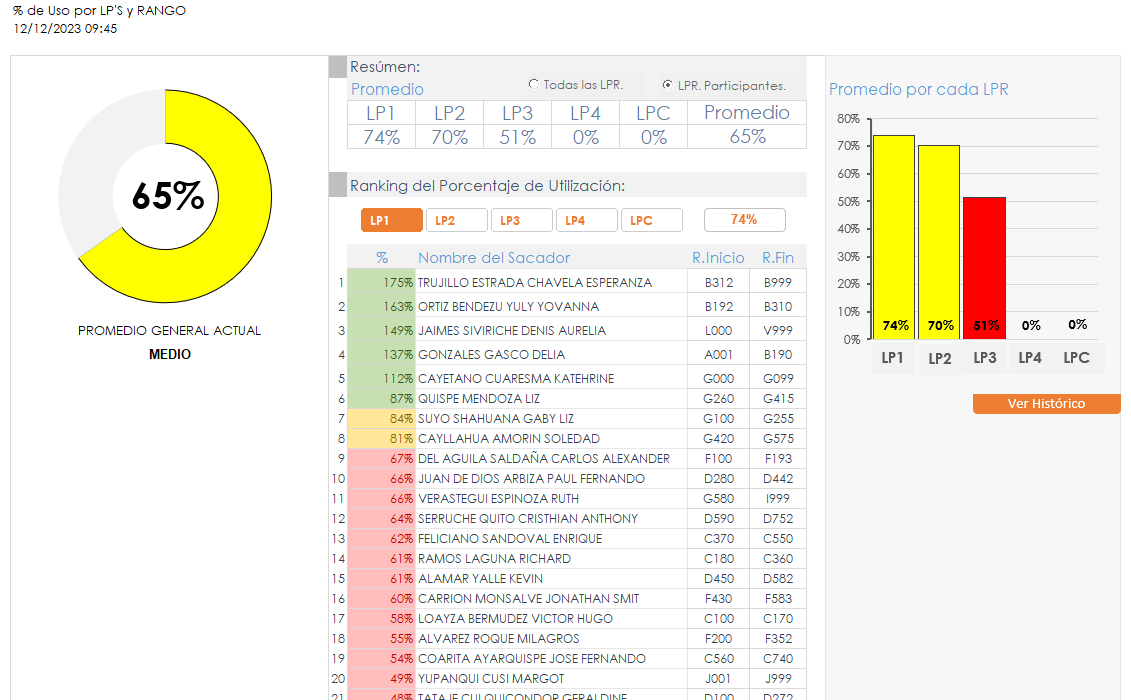 % de Uso por LP'S y RANGO
12/12/2023 09:45
65%
PROMEDIO GENERAL ACTUAL
MEDIO
Resúmen:
Promedio
Todas las LPR. LPR. Participantes.
LP1 LP2 LP3 LP4 LPC Promedio
74% 70% 51% 0% 0% 65%
Ranking del Porcentaje de Utilización:
LP1 LP2 LP3 LP4 LPC 74%
% Nombre del Sacador R.Inicio R.Fin
1 175% TRUJILLO ESTRADA CHAVELA ESPERANZA B312 B999
2 163% ORTIZ BENDEZU YULY YOVANNA B192 B310
3 149% JAIMES SIVIRICHE DENIS AURELIA L000 V999
4 137% GONZALES GASCO DELIA A001 B190
5 112% CAYETANO CUARESMA KATEHRINE G000 G099
6 87% QUISPE MENDOZA LIZ G260 G415
7 84% SUYO SHAHUANA GABY LIZ G100 G255
8 81% CAYLLAHUA AMORIN SOLEDAD G420 G575
9 67% DEL AGUILA SALDAÑA CARLOS ALEXANDER F100 F193
10 66% JUAN DE DIOS ARBIZA PAUL FERNANDO D280 D442
11 66% VERASTEGUI ESPINOZA RUTH G580 I999
12 64% SERRUCHE QUITO CRISTHIAN ANTHONY D590 D752
13 62% FELICIANO SANDOVAL ENRIQUE C370 C550
14 61% RAMOS LAGUNA RICHARD C180 C360
15 61% ALAMAR YALLE KEVIN D450 D582
16 60% CARRION MONSALVE JONATHAN SMIT F430 F583
17 58% LOAYZA BERMUDEZ VICTOR HUGO C100 C170
18 55% ALVAREZ ROQUE MILAGROS F200 F352
19 54% COARITA AYARQUISPE JOSE FERNANDO C560 C740
20 49% YUPANQUI CUSI MARGOT J001 J999
21 48% TATAJE CULQUICONDOR GERALDINE D100 D272
Promedio por cada LPR
80%
70%
60%
50%
40%
30%
20%
10%
0%
74% 70% 51% 0% 0%
LP1 LP2 LP3 LP4 LPC
Ver Histórico